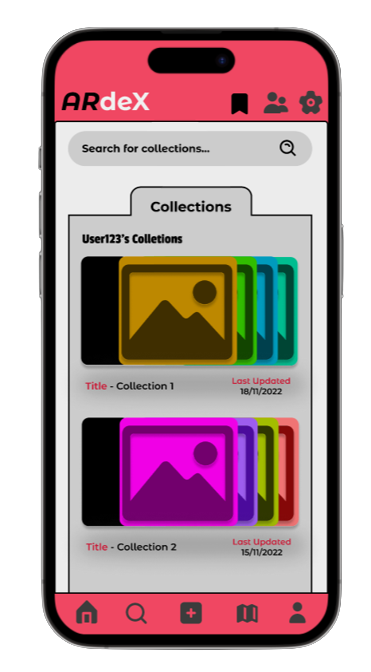 ARdeX
Search for collections...
Collections
User123's Colletions
Title - Collection 1
Last Updated
18/11/2022
Title - Collection 2
Last Updated
15/11/2022